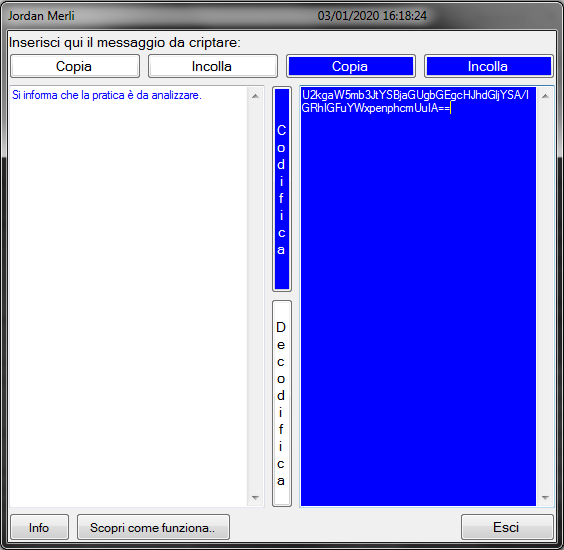 Jordan Merli 03/01/2020 16:18:24
Inserisci qui il messaggio da criptare:
Copia Incolla Copia Incolla
Si informa che la pratica è da analizzare.
Codifica
Decodifica
U2kgaW5mb3JtYSBjaGUgbGEgcHJhdGljYSA/I
GRhIGFuYWxpenphcmUuIA==
Info Scopri come funziona.. Esci